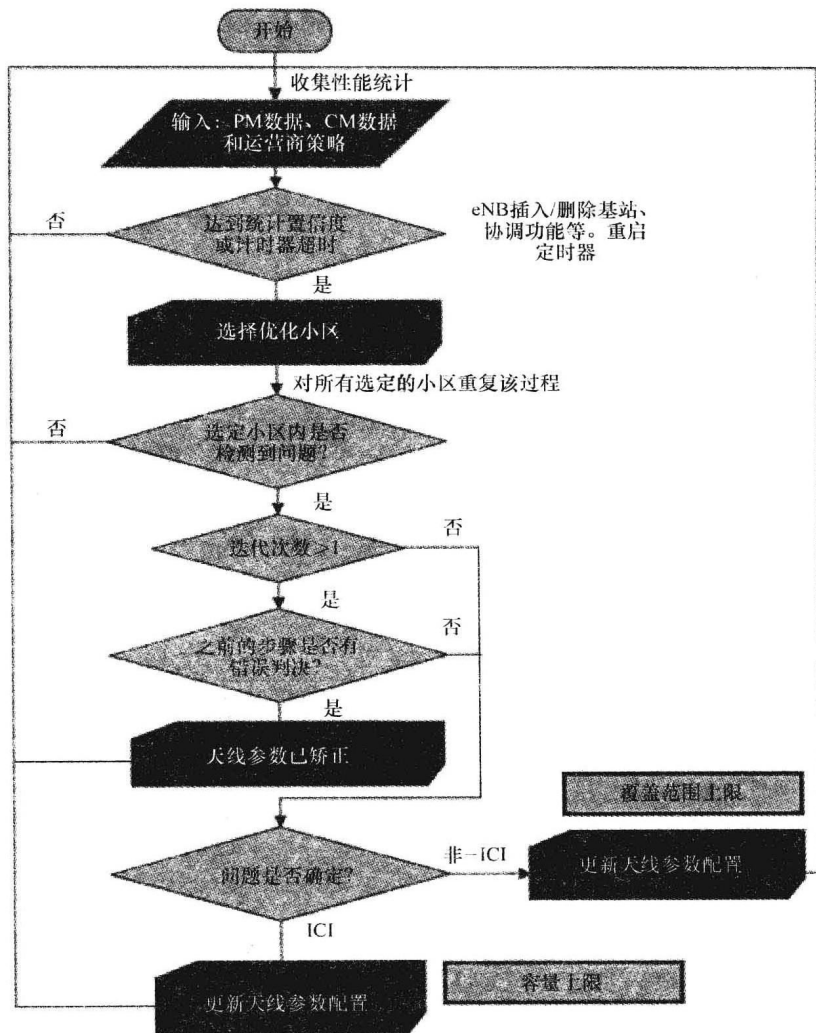 开始
收集性能统计
输入：PM数据、CM数据
和运营商策略
否
达到统计置信度
或计时器超时
eNB插入/删除基站、
协调功能等。重启
定时器
是
选择优化小区
对所有选定的小区重复该过程
否
选定小区内是否
检测到问题?
是
迭代次数>1
否
是
之前的步骤是否有
错误判决?
否
是
天线参数已矫正
覆盖范围上限
问题是否确定?
非一ICI
更新天线参数配置
ICI
容量上限
更新天线参数配置